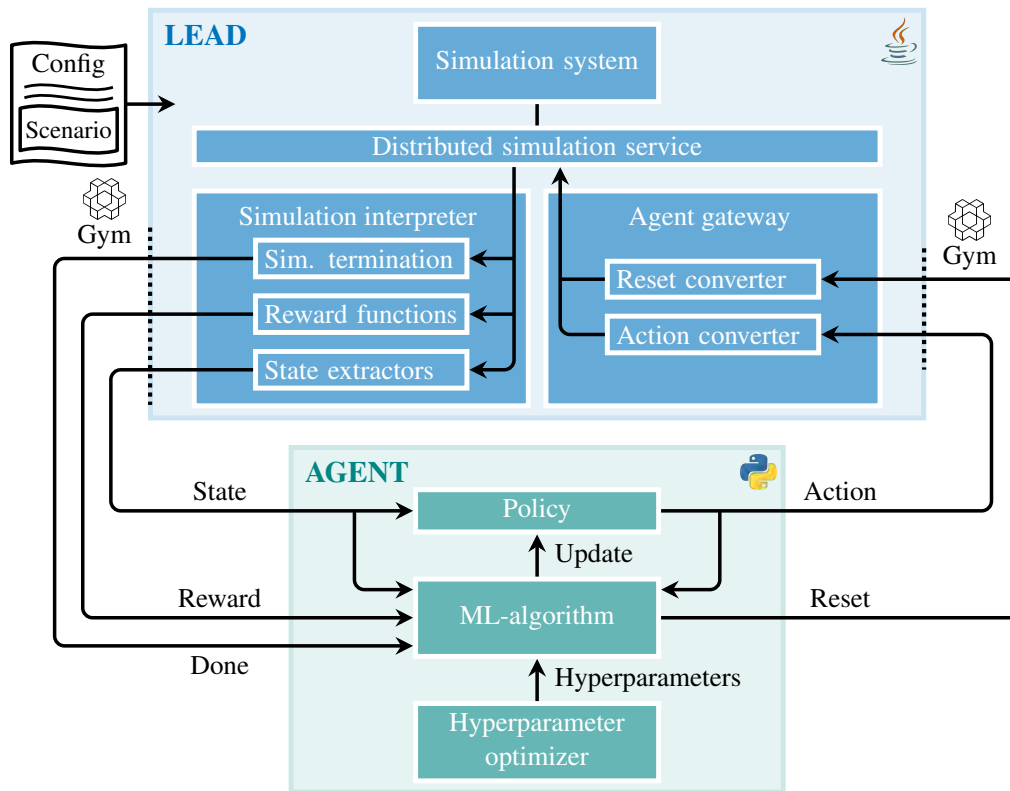 LEAD
Simulation system
Config
Scenario
Distributed simulation service
Gym
Simulation interpreter
Sim. termination
Reward functions
State extractors
Agent gateway
Reset converter
Action converter
Gym
AGENT
State
Policy
Action
Update
Reward
ML-algorithm
Reset
Done
Hyperparameters
Hyperparameter
optimizer